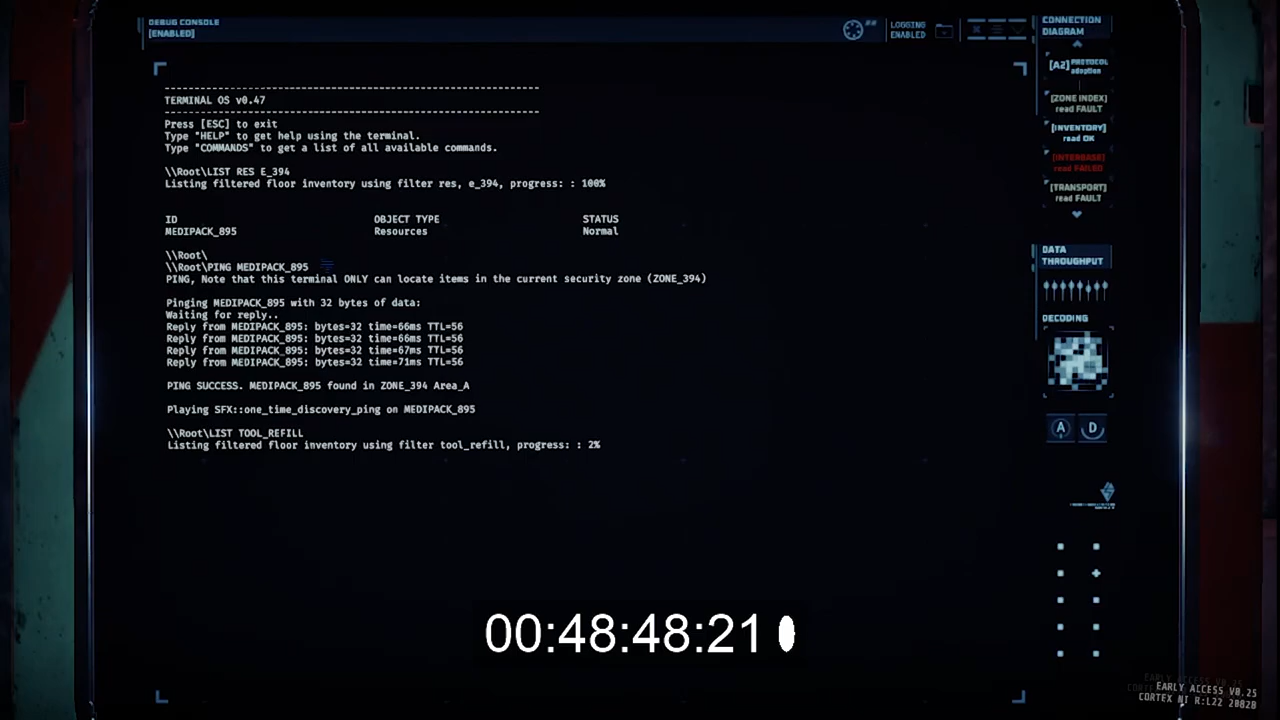 DEBUG CONSOLE
[ENABLED]
LOGGING
ENABLED
CONNECTION
DIAGRAM
[A2] PROTOCOL
adoption
[ZONE INDEX]
read FAULT
[INVENTORY]
read OK
[INTERBASE]
read FAILED
[TRANSPORT]
read FAULT
DATA
THROUGHPUT
DECODING
A D
TERMINAL OS v0.47
Press [ESC] to exit
Type "HELP" to get help using the terminal.
Type "COMMANDS" to get a list of all available commands.
\\Root\LIST RES E_394
Listing filtered floor inventory using filter res, e_394, progress: : 100%
ID OBJECT TYPE STATUS
MEDIPACK_895 Resources Normal
\\Root\
\\Root\PING MEDIPACK_895
PING, Note that this terminal ONLY can locate items in the current security zone (ZONE_394)
Pinging MEDIPACK_895 with 32 bytes of data:
Waiting for reply..
Reply from MEDIPACK_895: bytes=32 time=66ms TTL=56
Reply from MEDIPACK_895: bytes=32 time=66ms TTL=56
Reply from MEDIPACK_895: bytes=32 time=67ms TTL=56
Reply from MEDIPACK_895: bytes=32 time=71ms TTL=56
PING SUCCESS. MEDIPACK_895 found in ZONE_394 Area_A
Playing SFX::one_time_discovery_ping on MEDIPACK_895
\\Root\LIST TOOL_REFILL
Listing filtered floor inventory using filter tool_refill, progress: : 2%
00:48:48:21
EARLY ACCESS V0.25
CORTEX NI R:L22 20828